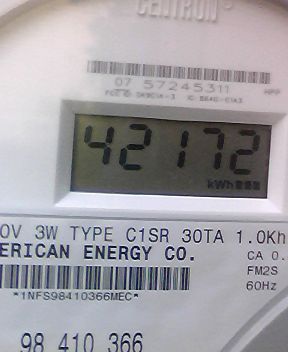 CENTRON
07 57245311
42172
kWh
0V 3W TYPE C1SR 30TA 1.0Kh
ERICAN ENERGY CO.
CA 0.
FM2S
60Hz
*1NFS98410366MEC*
98 410 366